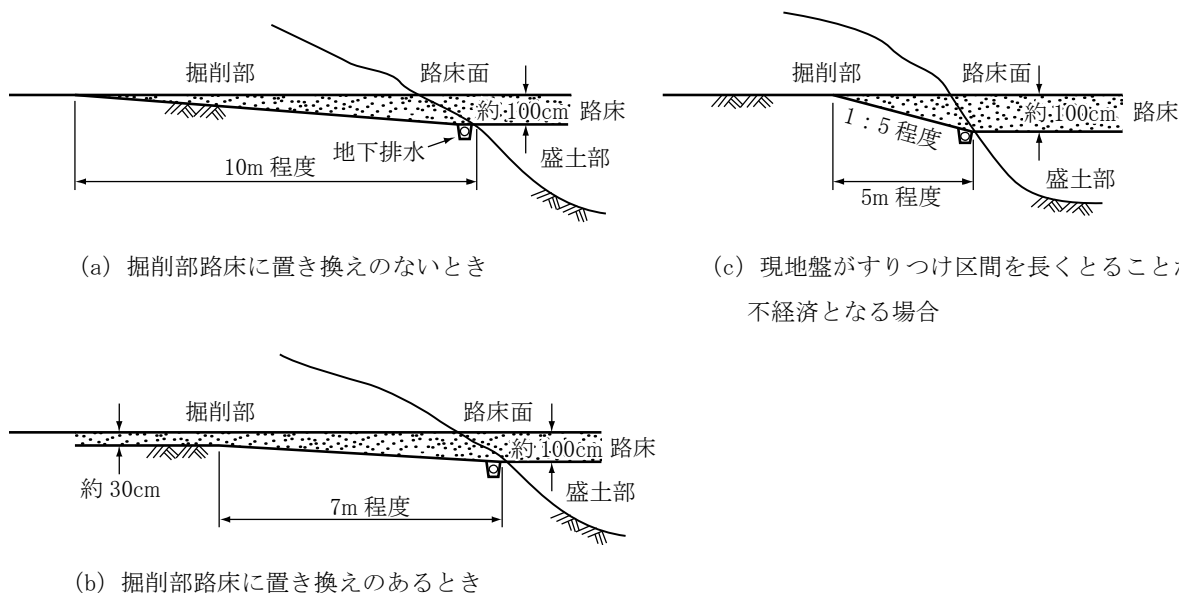 掘削部
路床面
約100cm
路床
地下排水
盛土部
10m 程度
(a) 掘削部路床に置き換えのないとき
掘削部
路床面
約100cm
路床
1:5 程度
盛土部
5m 程度
(c) 現地盤がすりつけ区間を長くとることが
不経済となる場合
掘削部
路床面
約100cm
路床
約 30cm
盛土部
7m 程度
(b) 掘削部路床に置き換えのあるとき